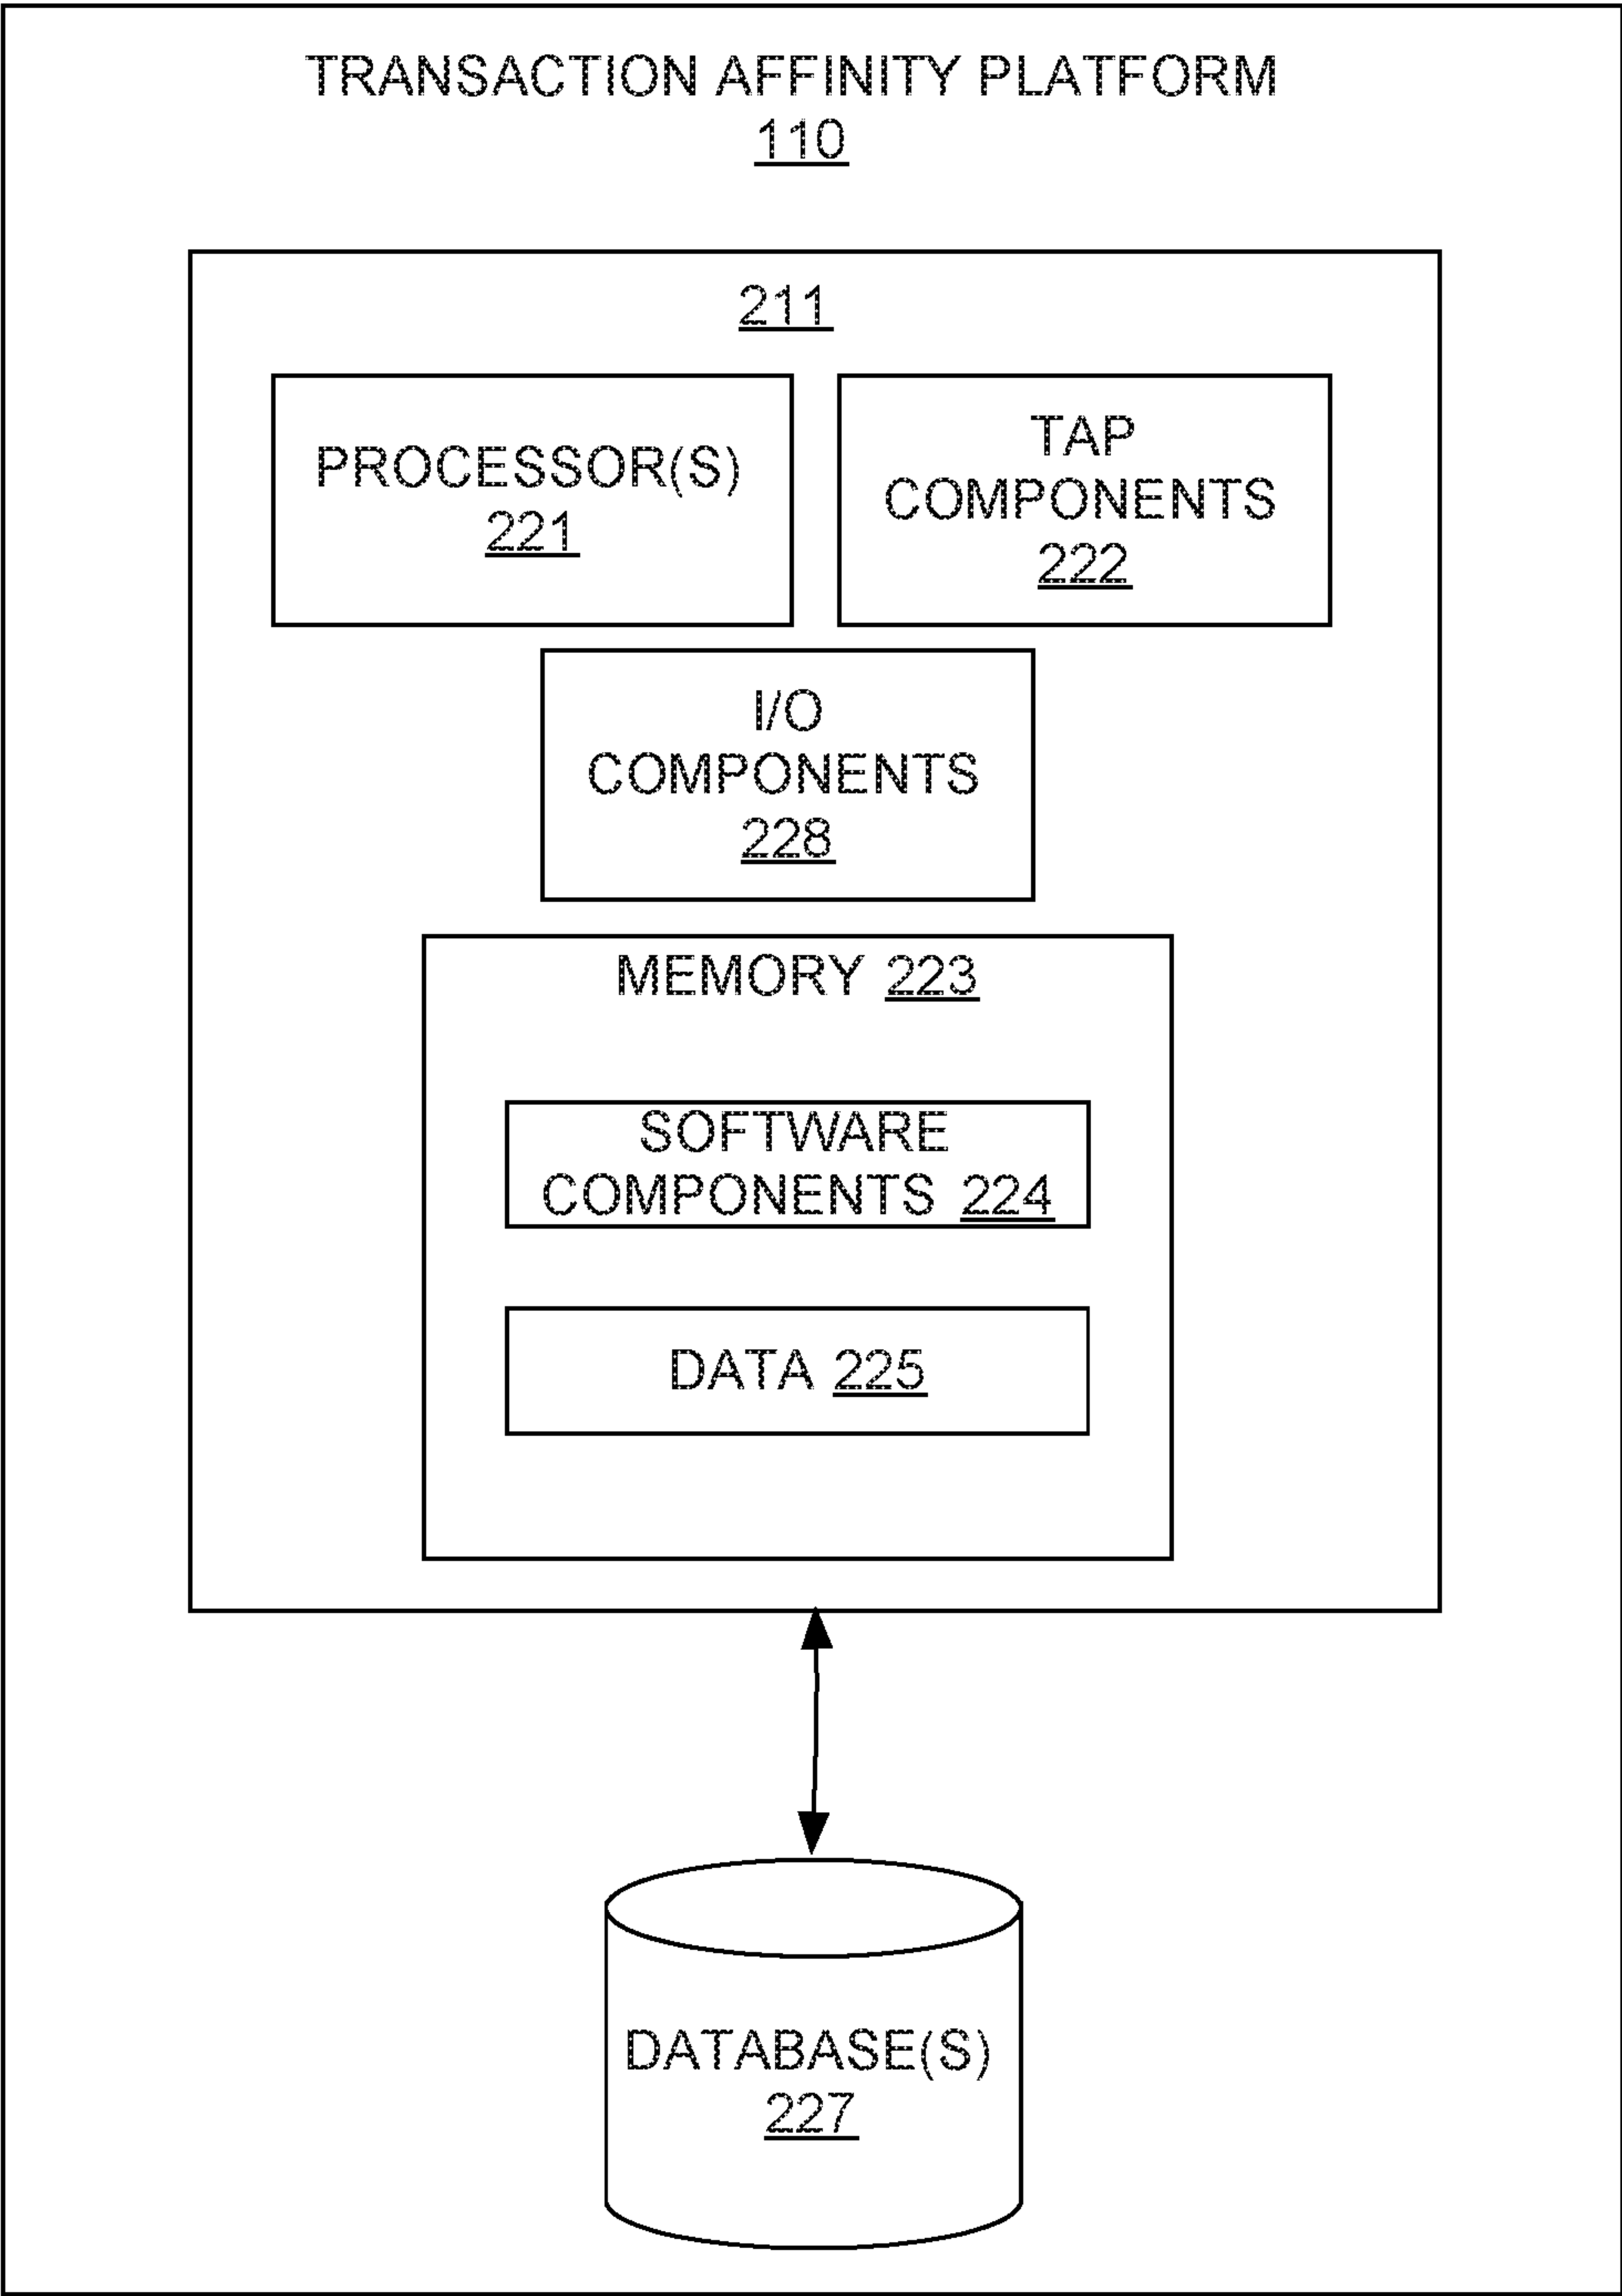 TRANSACTION AFFINITY PLATFORM
110
211
PROCESSOR(S)
221
TAP
COMPONENTS
222
I/O
COMPONENTS
228
MEMORY 223
SOFTWARE
COMPONENTS 224
DATA 225
DATABASE(S)
227